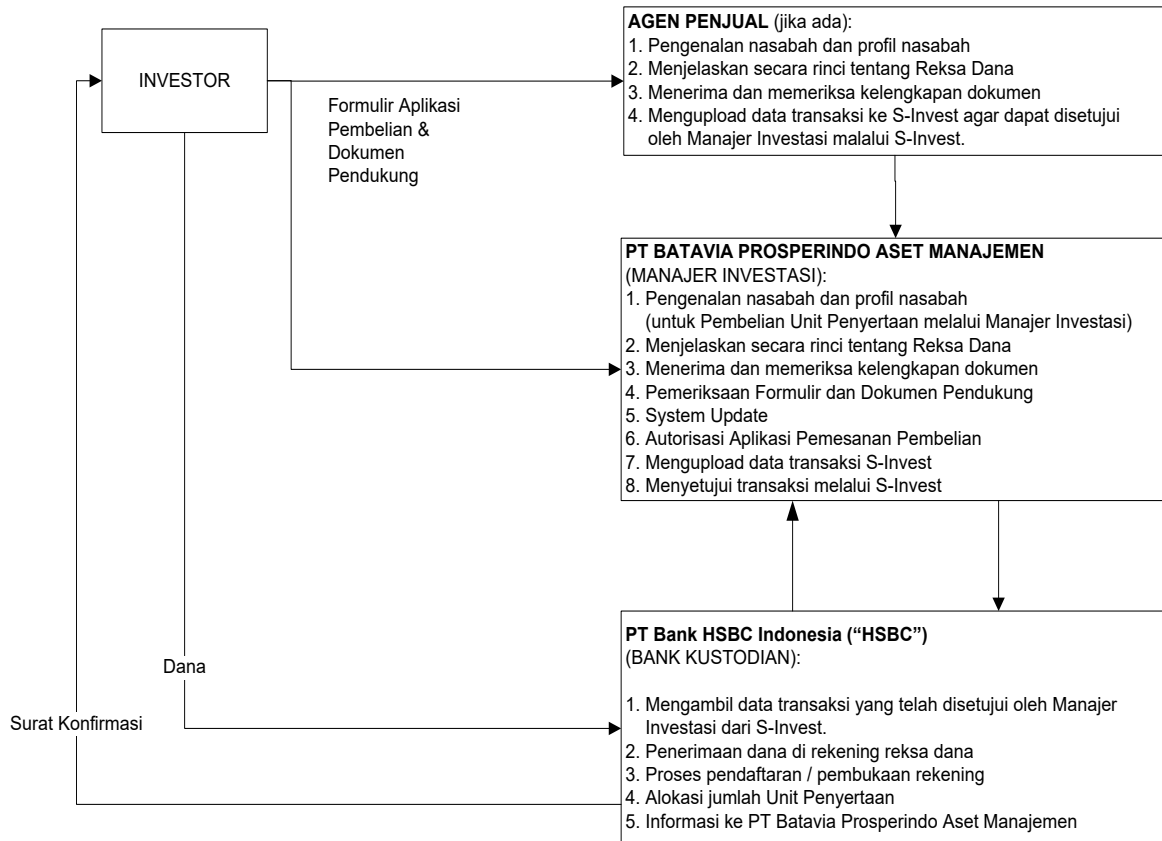 INVESTOR
Formulir Aplikasi
Pembelian &
Dokumen
Pendukung
AGEN PENJUAL (jika ada):
1. Pengenalan nasabah dan profil nasabah
2. Menjelaskan secara rinci tentang Reksa Dana
3. Menerima dan memeriksa kelengkapan dokumen
4. Mengupload data transaksi ke S-Invest agar dapat disetujui
oleh Manajer Investasi malalui S-Invest.
PT BATAVIA PROSPERINDO ASET MANAJEMEN
(MANAJER INVESTASI):
1. Pengenalan nasabah dan profil nasabah
(untuk Pembelian Unit Penyertaan melalui Manajer Investasi)
2. Menjelaskan secara rinci tentang Reksa Dana
3. Menerima dan memeriksa kelengkapan dokumen
4. Pemeriksaan Formulir dan Dokumen Pendukung
5. System Update
6. Autorisasi Aplikasi Pemesanan Pembelian
7. Mengupload data transaksi S-Invest
8. Menyetujui transaksi melalui S-Invest
Dana
Surat Konfirmasi
PT Bank HSBC Indonesia (“HSBC”)
(BANK KUSTODIAN):
1. Mengambil data transaksi yang telah disetujui oleh Manajer
Investasi dari S-Invest.
2. Penerimaan dana di rekening reksa dana
3. Proses pendaftaran / pembukaan rekening
4. Alokasi jumlah Unit Penyertaan
5. Informasi ke PT Batavia Prosperindo Aset Manajemen